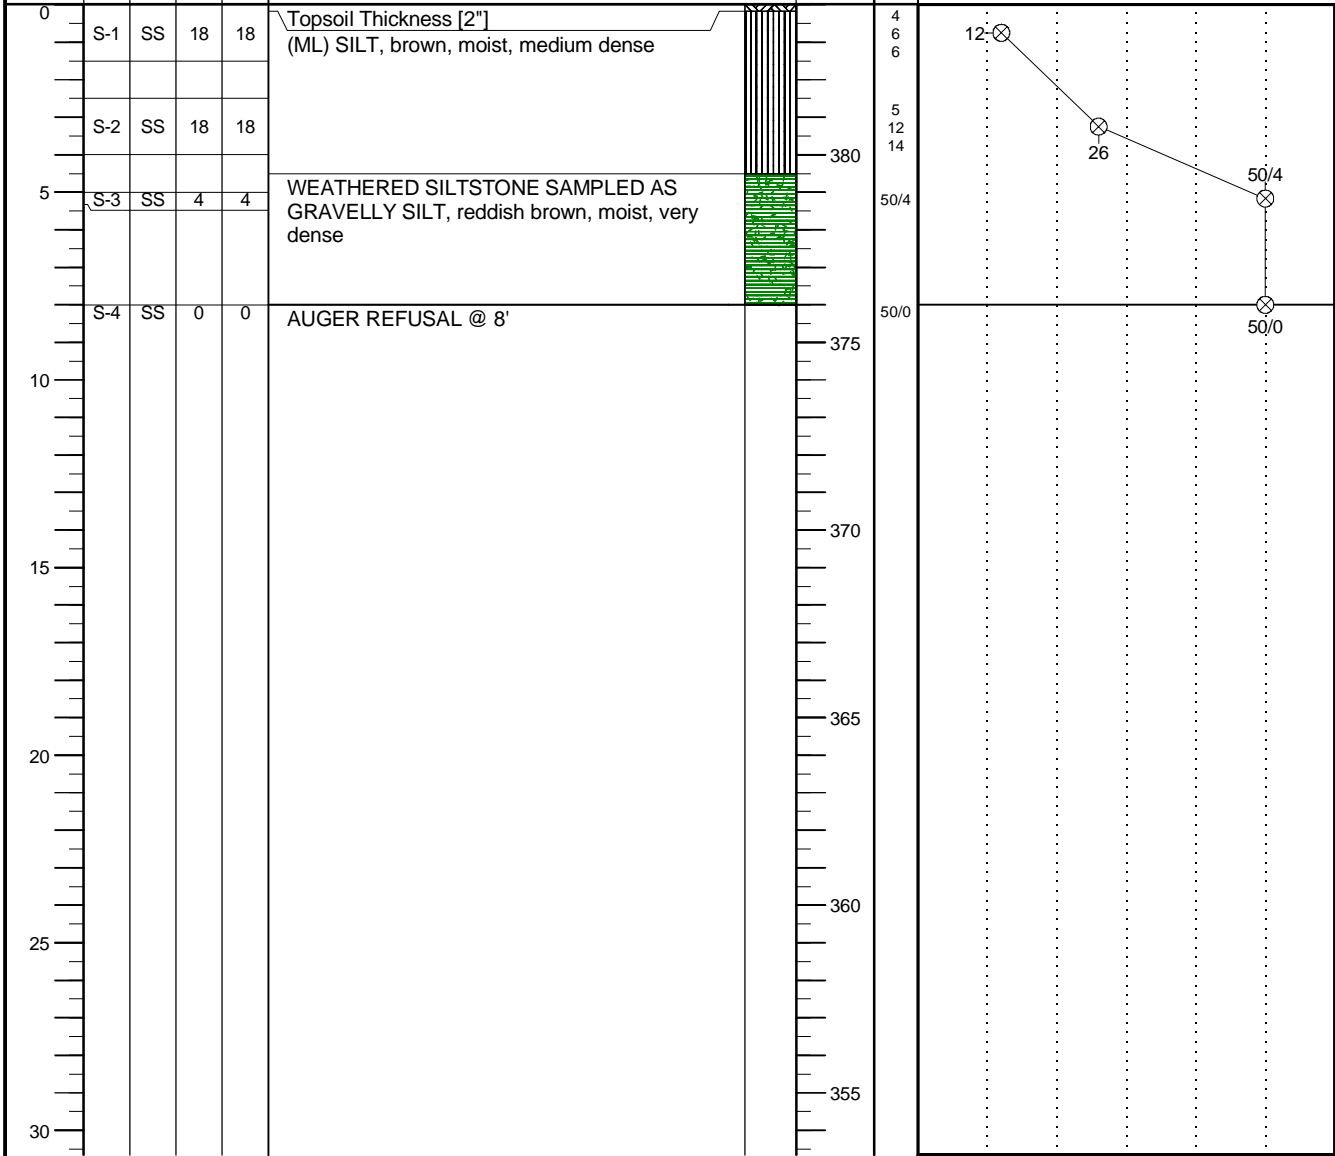 0
Topsoil Thickness [2"]
4
S-1 SS 18 18
(ML) SILT, brown, moist, medium dense
6
6
12
5
S-2 SS 18 18
12
14
26
380
5
S-3 SS 4 4
WEATHERED SILTSTONE SAMPLED AS
GRAVELLY SILT, reddish brown, moist, very
dense
50/4
50/4
S-4 SS 0 0
AUGER REFUSAL @ 8'
50/0
50/0
375
10
370
15
365
20
360
25
355
30